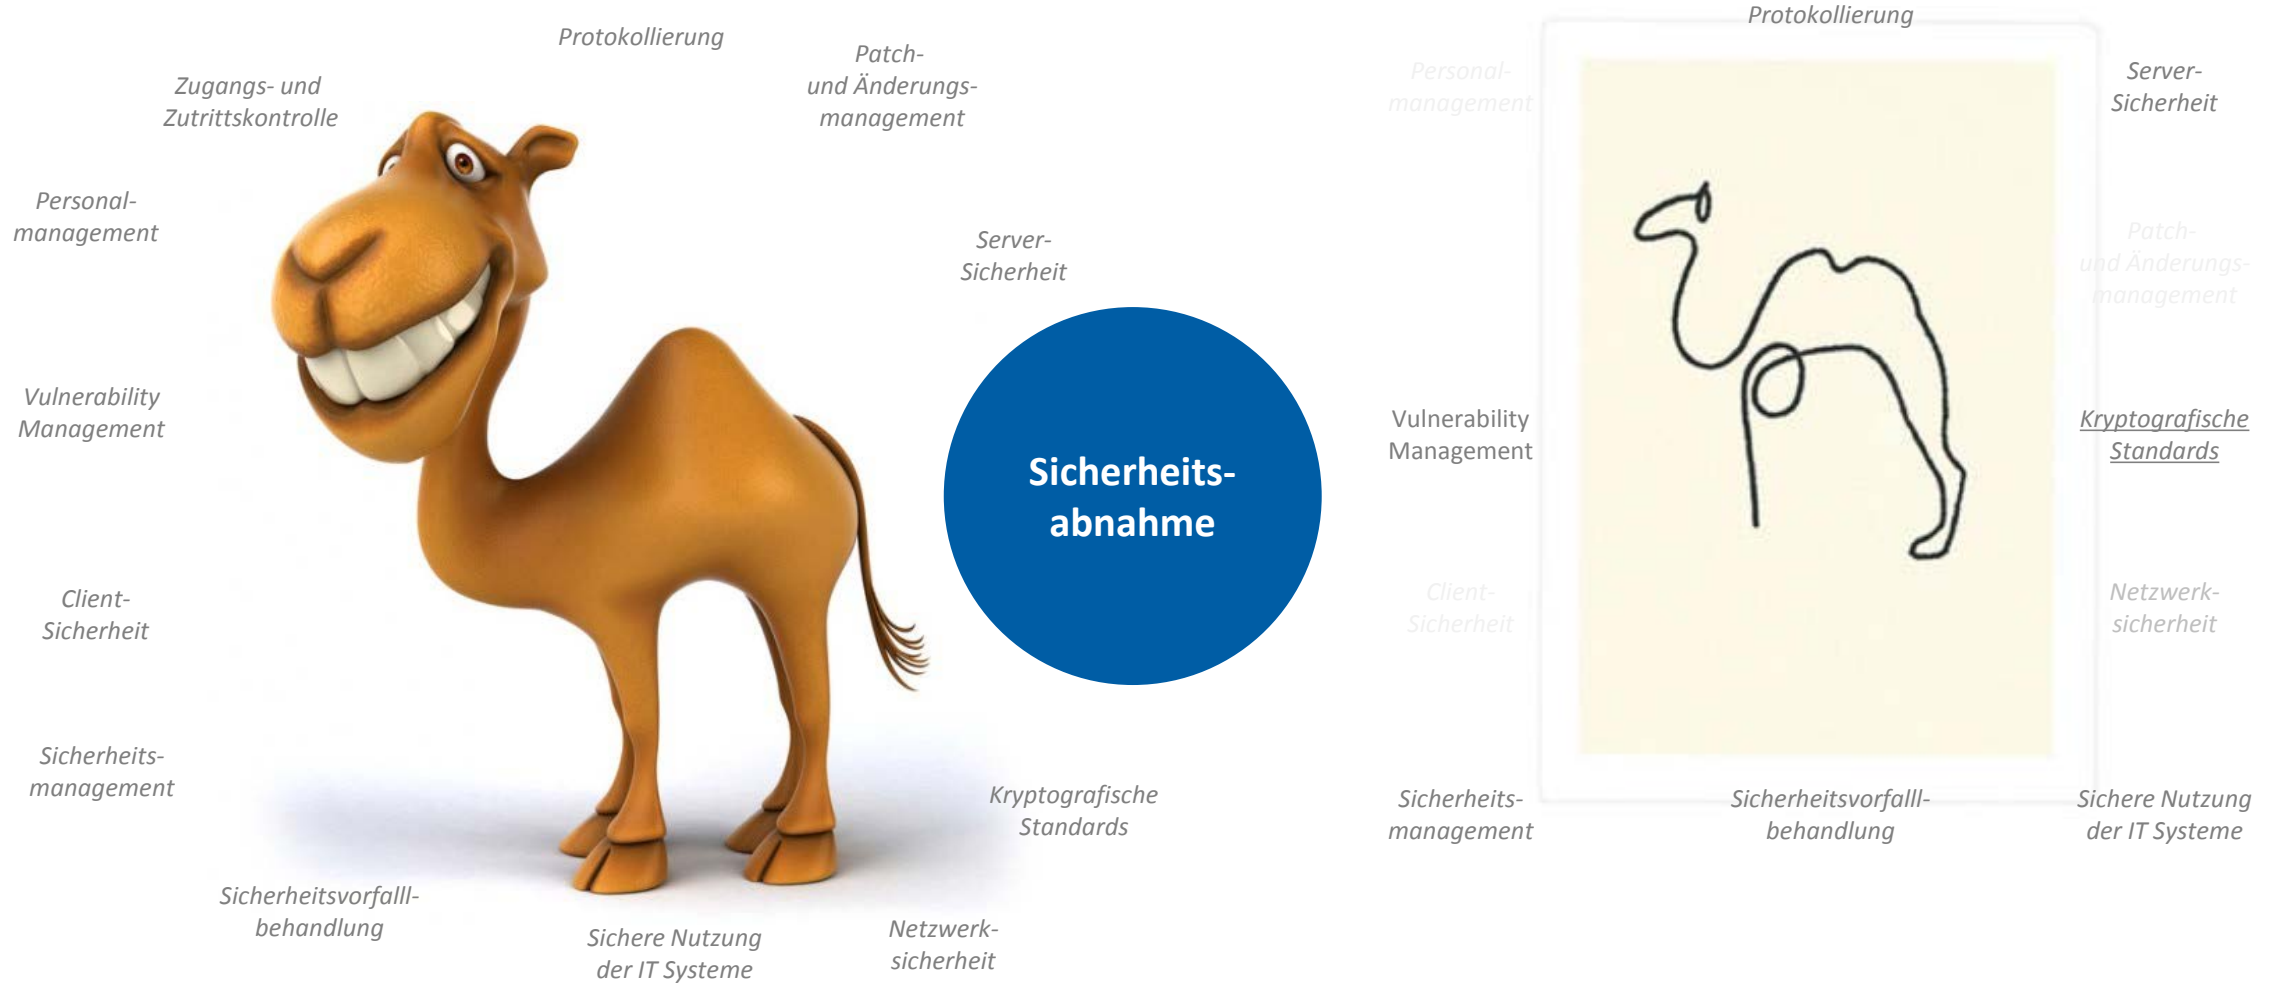 Protokollierung
Patch-
und Änderungs-
management
Zugangs- und
Zutrittskontrolle
Personal-
management
Server-
Sicherheit
Vulnerability
Management
Client-
Sicherheit
Sicherheits-
management
Kryptografische
Standards
Sicherheitsvorfalll-
behandlung
Sichere Nutzung
der IT Systeme
Netzwerk-
sicherheit
Sicherheits-
abnahme
Protokollierung
Personal-
management
Server-
Sicherheit
Patch-
und Änderungs-
management
Vulnerability
Management
Kryptografische
Standards
Client-
Sicherheit
Netzwerk-
sicherheit
Sicherheits-
management
Sicherheitsvorfalll-
behandlung
Sichere Nutzung
der IT Systeme